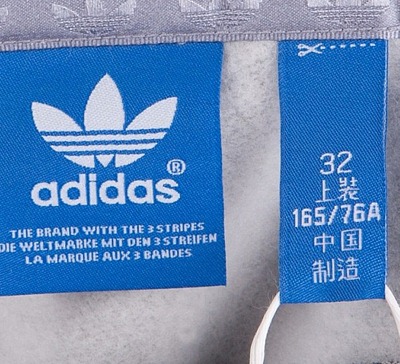 adidas®
THE BRAND WITH THE 3 STRIPES
DIE WELTMARKE MIT DEN 3 STREIFEN
LA MARQUE AUX 3 BANDES
32
上装
165/76A
中国
制造